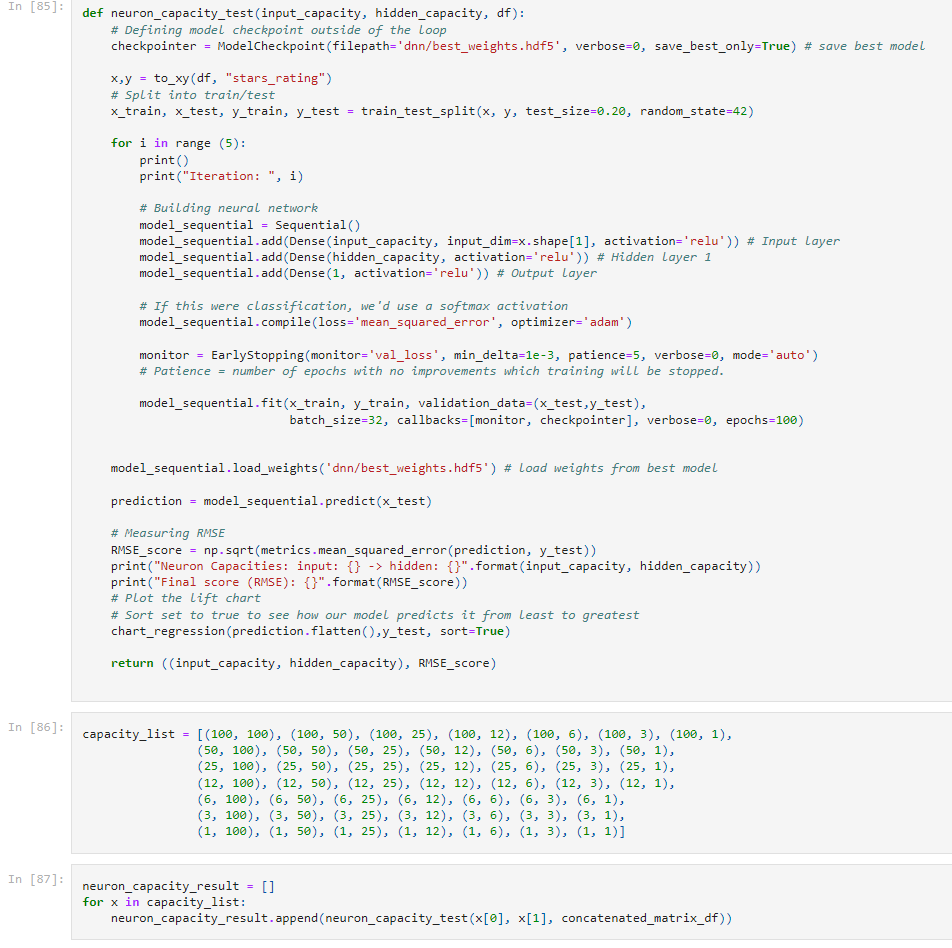 In [85]:
def neuron_capacity_test(input_capacity, hidden_capacity, df):
    # Defining model checkpoint outside of the loop
    checkpointer = ModelCheckpoint(filepath='dnn/best_weights.hdf5', verbose=0, save_best_only=True) # save best model

    x,y = to_xy(df, "stars_rating")
    # Split into train/test
    x_train, x_test, y_train, y_test = train_test_split(x, y, test_size=0.20, random_state=42)

    for i in range (5):
        print()
        print("Iteration: ", i)

        # Building neural network
        model_sequential = Sequential()
        model_sequential.add(Dense(input_capacity, input_dim=x.shape[1], activation='relu')) # Input layer
        model_sequential.add(Dense(hidden_capacity, activation='relu')) # Hidden layer 1
        model_sequential.add(Dense(1, activation='relu')) # Output layer

        # If this were classification, we'd use a softmax activation
        model_sequential.compile(loss='mean_squared_error', optimizer='adam')

        monitor = EarlyStopping(monitor='val_loss', min_delta=1e-3, patience=5, verbose=0, mode='auto')
        # Patience = number of epochs with no improvements which training will be stopped.

        model_sequential.fit(x_train, y_train, validation_data=(x_test,y_test),
                             batch_size=32, callbacks=[monitor, checkpointer], verbose=0, epochs=100)


    model_sequential.load_weights('dnn/best_weights.hdf5') # load weights from best model

    prediction = model_sequential.predict(x_test)

    # Measuring RMSE
    RMSE_score = np.sqrt(metrics.mean_squared_error(prediction, y_test))
    print("Neuron Capacities: input: {} -> hidden: {}".format(input_capacity, hidden_capacity))
    print("Final score (RMSE): {}".format(RMSE_score))
    # Plot the lift chart
    # Sort set to true to see how our model predicts it from least to greatest
    chart_regression(prediction.flatten(),y_test, sort=True)

    return ((input_capacity, hidden_capacity), RMSE_score)
In [86]:
capacity_list = [(100, 100), (100, 50), (100, 25), (100, 12), (100, 6), (100, 3), (100, 1),
                (50, 100), (50, 50), (50, 25), (50, 12), (50, 6), (50, 3), (50, 1),
                (25, 100), (25, 50), (25, 25), (25, 12), (25, 6), (25, 3), (25, 1),
                (12, 100), (12, 50), (12, 25), (12, 12), (12, 6), (12, 3), (12, 1),
                (6, 100), (6, 50), (6, 25), (6, 12), (6, 6), (6, 3), (6, 1),
                (3, 100), (3, 50), (3, 25), (3, 12), (3, 6), (3, 3), (3, 1),
                (1, 100), (1, 50), (1, 25), (1, 12), (1, 6), (1, 3), (1, 1)]
In [87]:
neuron_capacity_result = []
for x in capacity_list:
    neuron_capacity_result.append(neuron_capacity_test(x[0], x[1], concatenated_matrix_df))